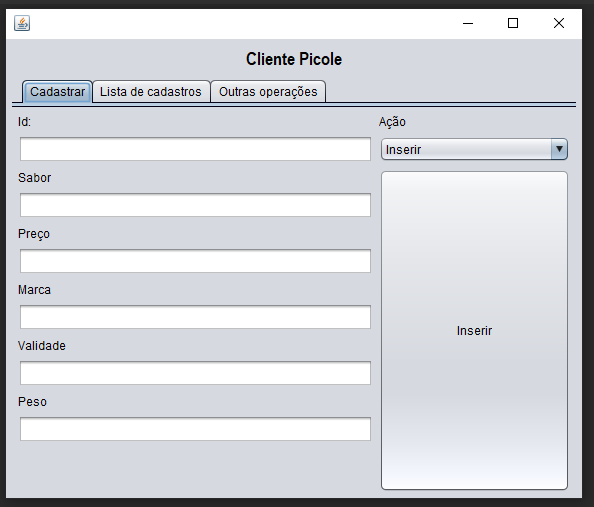 Cliente Picole
Cadastrar Lista de cadastros Outras operações
Id:
Ação
Inserir
Sabor
Preço
Marca
Validade
Peso
Inserir